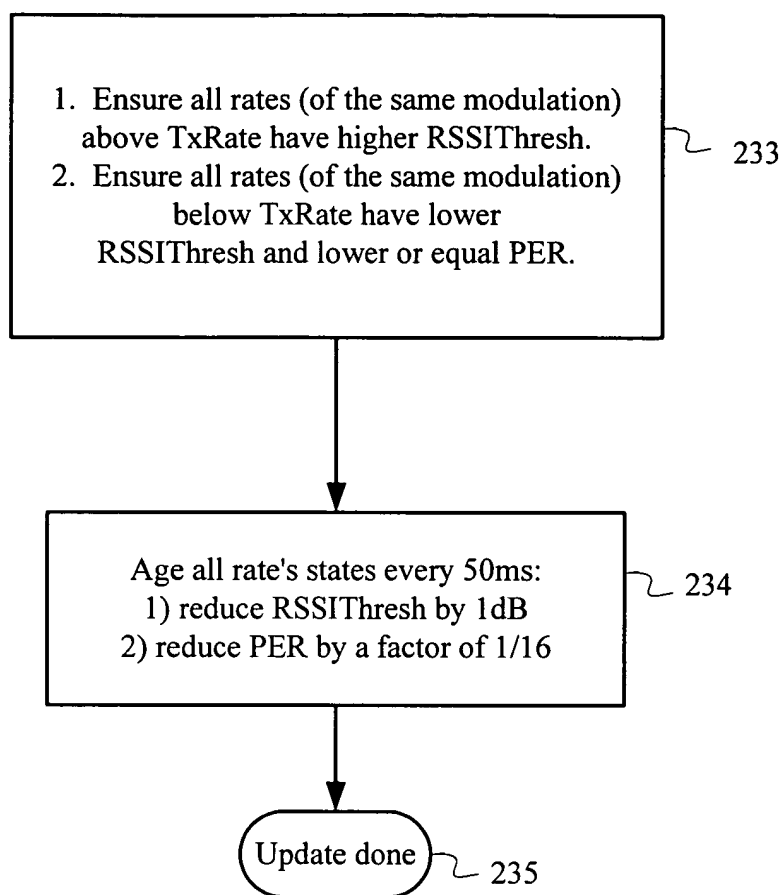 1. Ensure all rates (of the same modulation)
above TxRate have higher RSSIThresh.
2. Ensure all rates (of the same modulation)
below TxRate have lower
RSSIThresh and lower or equal PER.
233
Age all rate's states every 50ms:
1) reduce RSSIThresh by 1dB
2) reduce PER by a factor of 1/16
234
Update done
235